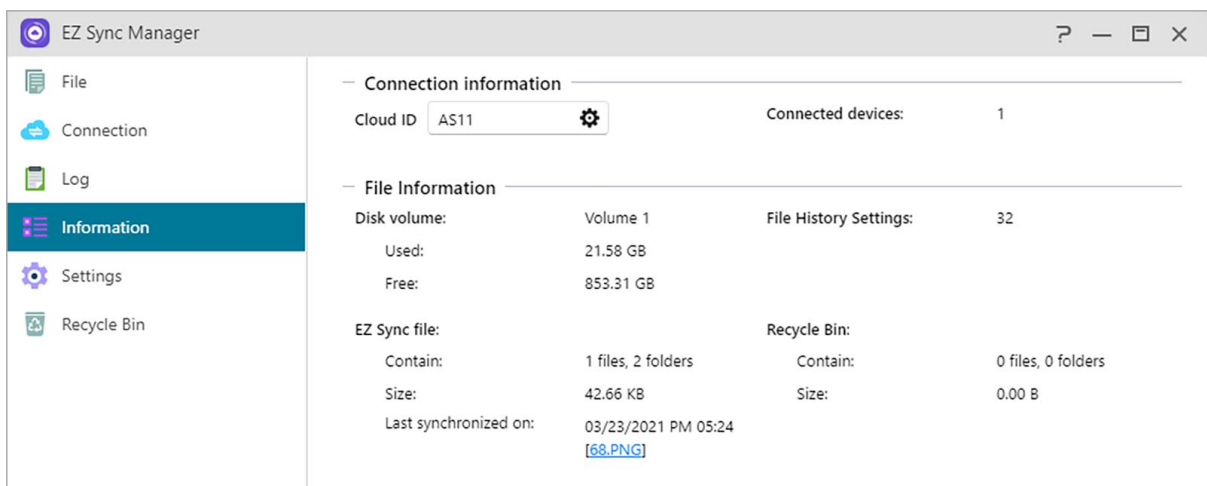 EZ Sync Manager
File
Connection
Log
Information
Settings
Recycle Bin
Connection information
Cloud ID AS11 Connected devices: 1
File Information
Disk volume: Volume 1 File History Settings: 32
Used: 21.58 GB
Free: 853.31 GB
EZ Sync file: Recycle Bin:
Contain: 1 files, 2 folders Contain: 0 files, 0 folders
Size: 42.66 KB Size: 0.00 B
Last synchronized on: 03/23/2021 PM 05:24
[68.PNG]